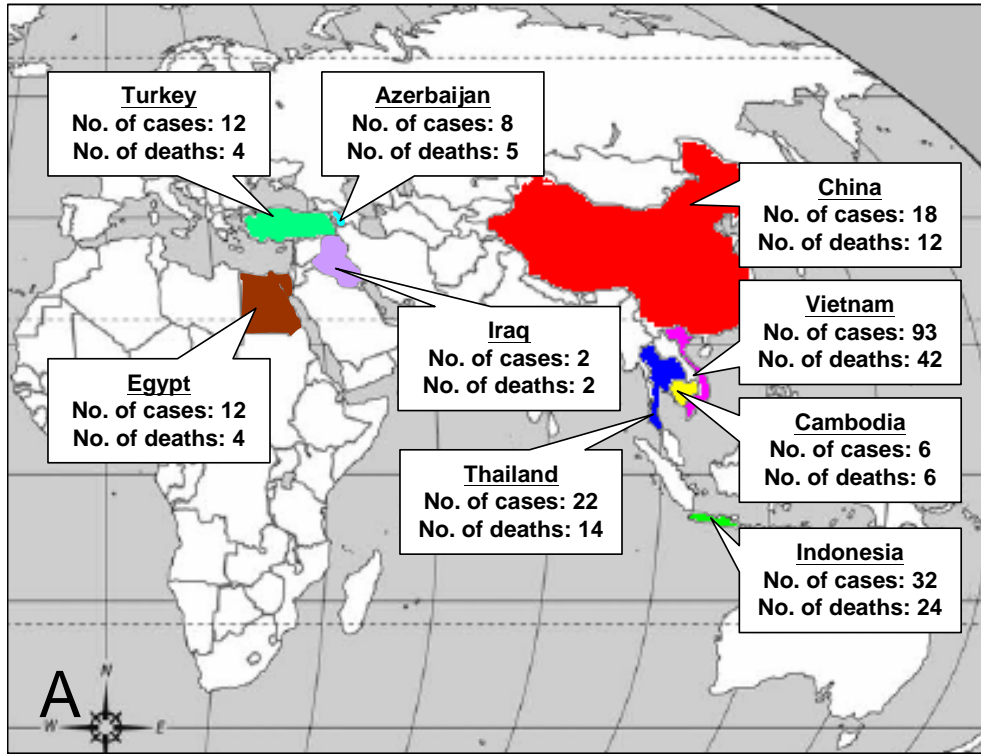 Turkey
No. of cases: 12
No. of deaths: 4
Azerbaijan
No. of cases: 8
No. of deaths: 5
China
No. of cases: 18
No. of deaths: 12
Vietnam
No. of cases: 93
No. of deaths: 42
Iraq
No. of cases: 2
No. of deaths: 2
Egypt
No. of cases: 12
No. of deaths: 4
Cambodia
No. of cases: 6
No. of deaths: 6
Thailand
No. of cases: 22
No. of deaths: 14
Indonesia
No. of cases: 32
No. of deaths: 24
A
N
W
E
S